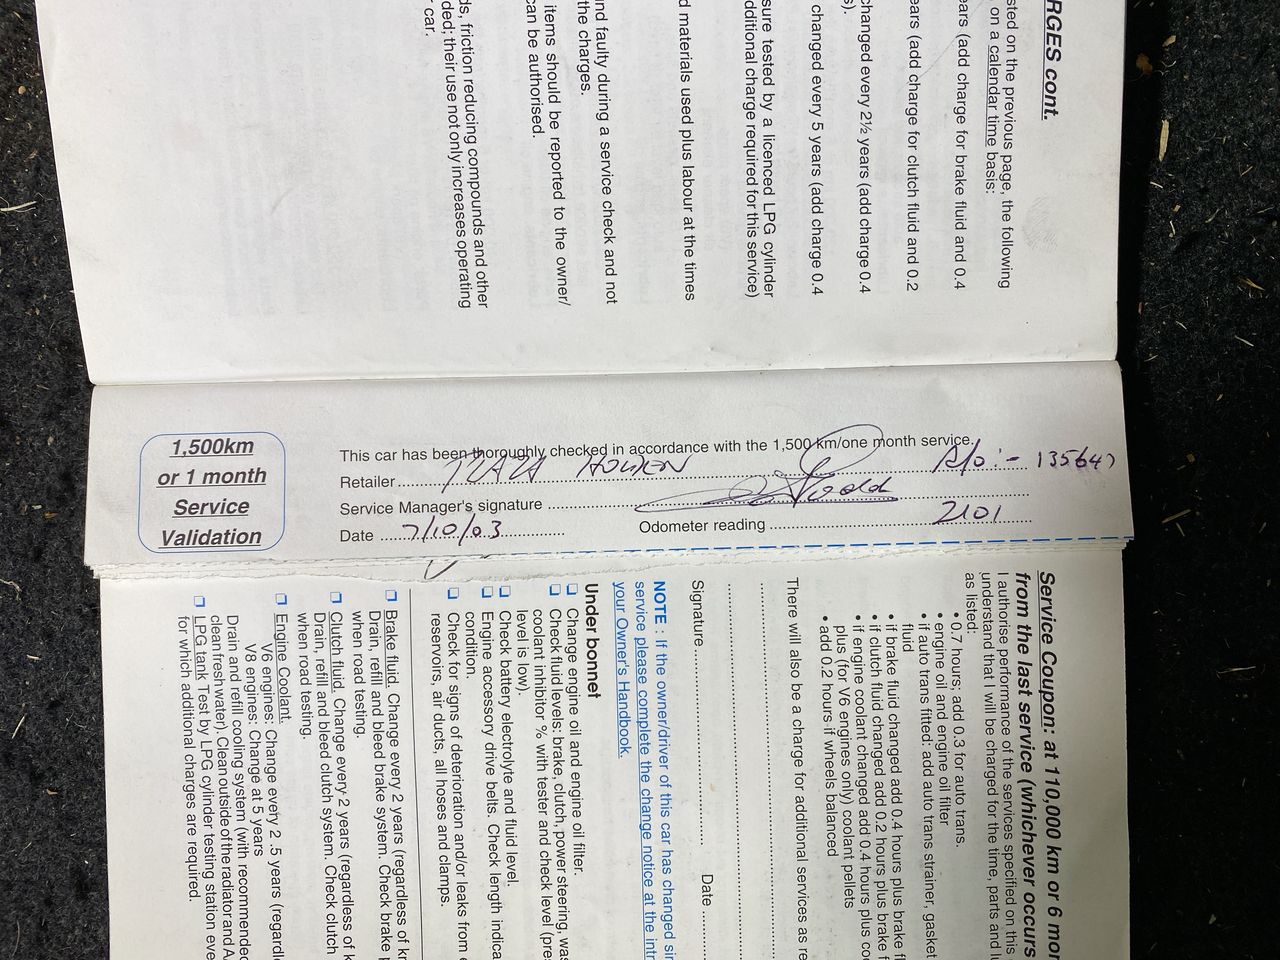 RGES cont.
sted on the previous page, the following
on a calendar time basis:
ears (add charge for brake fluid and 0.4
ears (add charge for clutch fluid and 0.2
changed every 2½ years (add charge 0.4
s).
changed every 5 years (add charge 0.4
sure tested by a licenced LPG cylinder
dditional charge required for this service)
d materials used plus labour at the times
nd faulty during a service check and not
the charges.
items should be reported to the owner/
can be authorised.
ds, friction reducing compounds and other
ded; their use not only increases operating
car.
1,500km
or 1 month
Service
Validation
This car has been thoroughly checked in accordance with the 1,500 km/one month service.
Retailer PLAZA HOLDEN R/o:- 135647
Service Manager's signature
Date 7/10/03 Odometer reading 2101
Service Coupon: at 110,000 km or 6 mon
from the last service (whichever occurs
I authorise performance of the services specified on this
understand that I will be charged for the time, parts and lu
as listed:
• 0.7 hours; add 0.3 for auto trans.
• engine oil and engine oil filter
• if auto trans fitted: add auto trans strainer, gasket
• if brake fluid changed add 0.4 hours plus brake fl
fluid
• if clutch fluid changed add 0.2 hours plus brake f
• if engine coolant changed add 0.4 hours plus coo
plus (for V6 engines only) coolant pellets
• add 0.2 hours if wheels balanced
There will also be a charge for additional services as re
Signature Date
NOTE : If the owner/driver of this car has changed sin
service please complete the change notice at the intr
your Owner's Handbook.
Under bonnet
❑ Change engine oil and engine oil filter.
❑ Check fluid levels: brake, clutch, power steering, was
coolant inhibitor % with tester and check level (pre
level is low).
❑ Check battery electrolyte and fluid level.
❑ Engine accessory drive belts. Check length indica
condition.
❑ Check for signs of deterioration and/or leaks from e
reservoirs, air ducts, all hoses and clamps.
❑ Brake fluid. Change every 2 years (regardless of km
Drain, refill and bleed brake system. Check brake p
when road testing.
❑ Clutch fluid. Change every 2 years (regardless of k
Drain, refill and bleed clutch system. Check clutch
when road testing.
❑ Engine Coolant.
V6 engines: Change every 2 .5 years (regardle
V8 engines: Change at 5 years
Drain and refill cooling system (with recommended
clean fresh water). Clean outside of the radiator and A
❑ LPG tank Test by LPG cylinder testing station eve
for which additional charges are required.